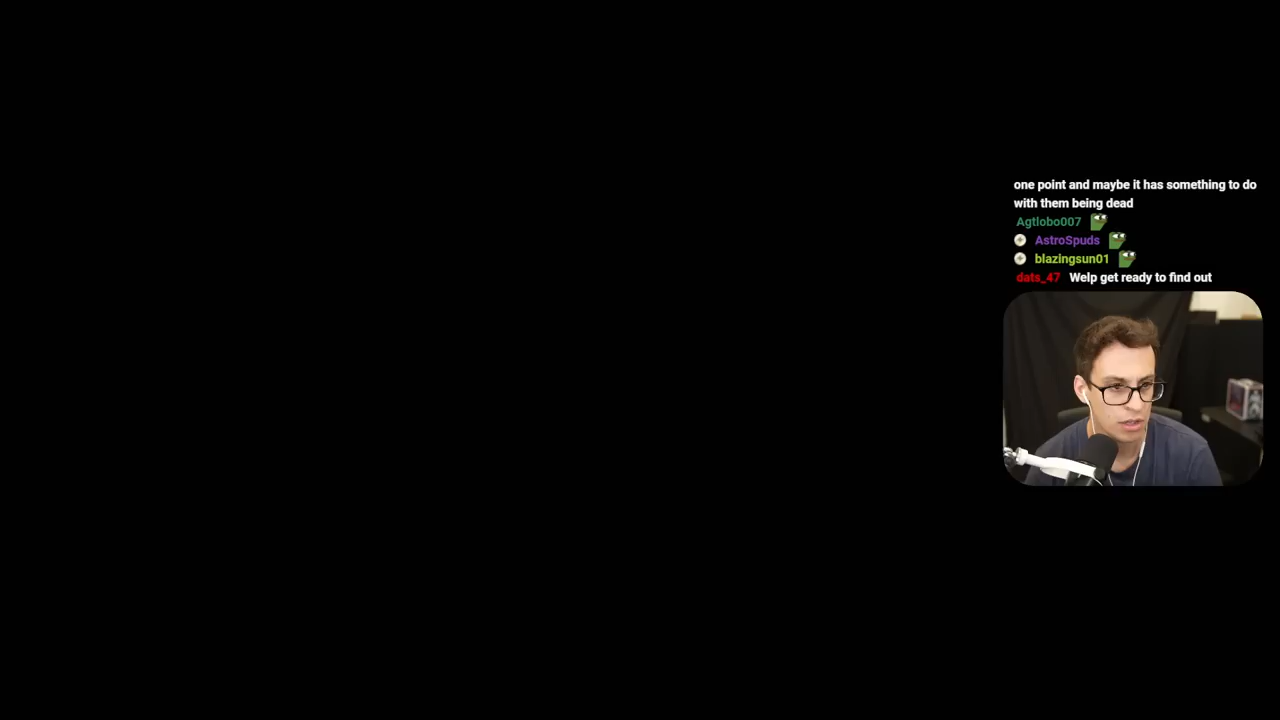 one point and maybe it has something to do
with them being dead
Agtlobo007
AstroSpuds
blazingsun01
dats_47 Welp get ready to find out